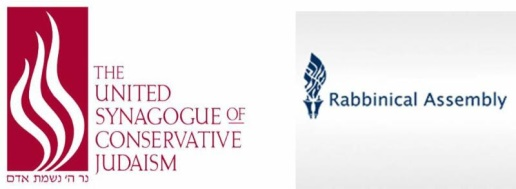 THE
UNITED
SYNAGOGUE OF
CONSERVATIVE
JUDAISM
נר ה׳ נשמת אדם
Rabbinical Assembly